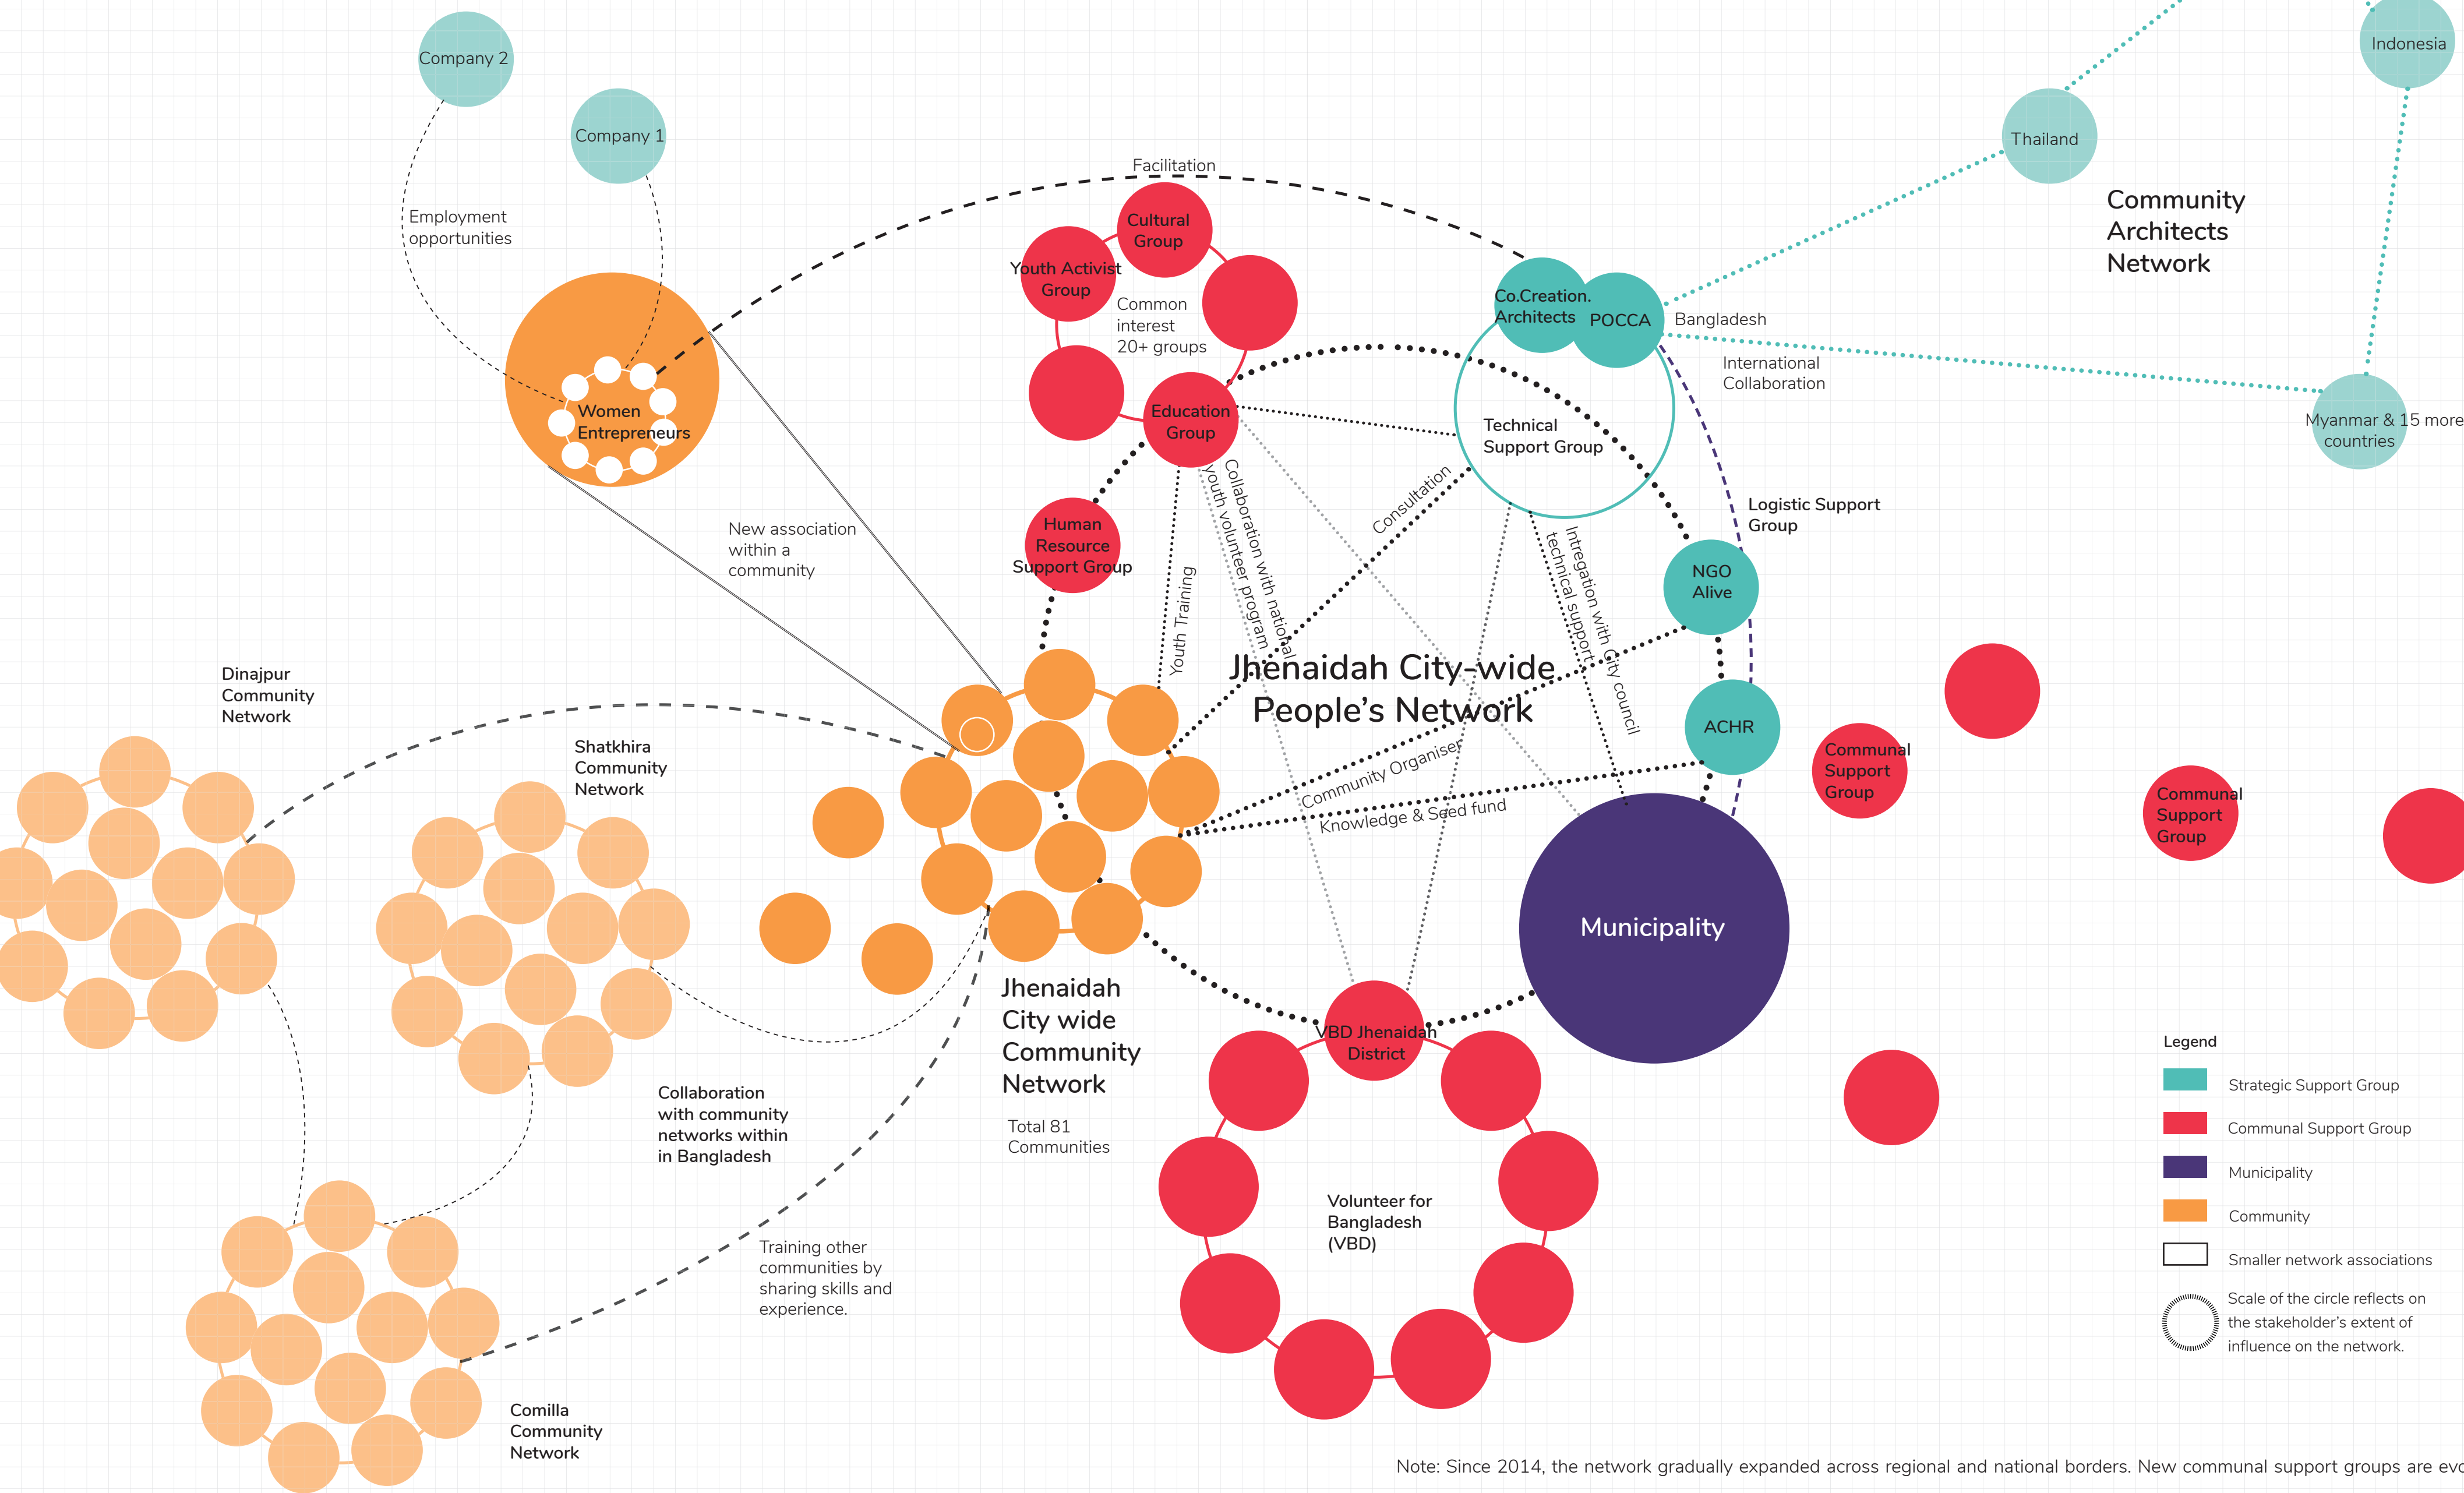 Company 2
Company 1
Indonesia
Thailand
Community
Architects
Network
Facilitation
Employment
opportunities
Cultural
Group
Youth Activist
Group
Common
interest
20+ groups
Co.Creation.
Architects
POCCA
Bangladesh
International
Collaboration
Myanmar & 15 more
countries
Women
Entrepreneurs
Education
Group
Technical
Support Group
New association
within a
community
Human
Resource
Support Group
Youth Training
Collaboration with national
youth volunteer program
Consultation
Intregation with City council
technical support
Logistic Support
Group
NGO
Alive
ACHR
Jhenaidah City-wide
People’s Network
Community Organiser
Knowledge & Seed fund
Dinajpur
Community
Network
Shatkhira
Community
Network
Communal
Support
Group
Communal
Support
Group
Municipality
Jhenaidah
City wide
Community
Network
Total 81
Communities
VBD Jhenaidah
District
Collaboration
with community
networks within
in Bangladesh
Volunteer for
Bangladesh
(VBD)
Training other
communities by
sharing skills and
experience.
Comilla
Community
Network
Legend
Strategic Support Group
Communal Support Group
Municipality
Community
Smaller network associations
Scale of the circle reflects on
the stakeholder’s extent of
influence on the network.
Note: Since 2014, the network gradually expanded across regional and national borders. New communal support groups are